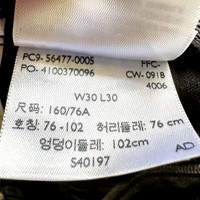 PC9-56477-0005 FFC-
PO-4100370096 CW-091B
4006
W30 L30
尺码: 160/76A
호칭: 76-102 허리둘레: 76 cm
엉덩이둘레: 102cm
S40197 AD